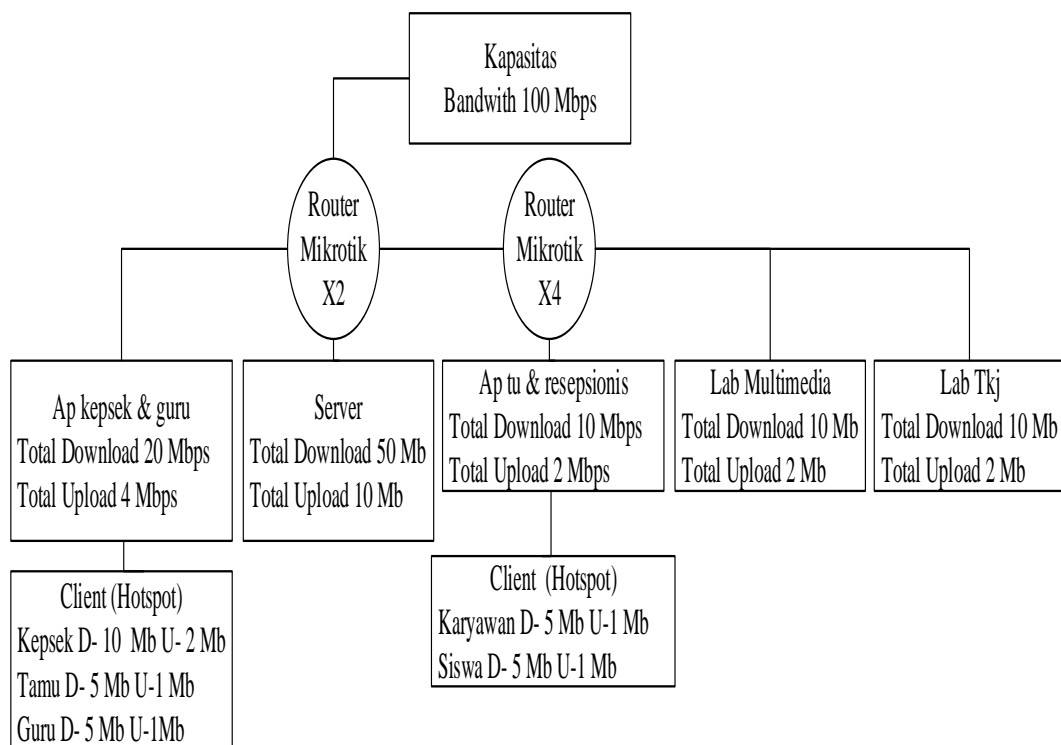 Kapasitas
Bandwith 100 Mbps
Router
Mikrotik
X2
Router
Mikrotik
X4
Ap kepsek & guru
Total Download 20 Mbps
Total Upload 4 Mbps
Server
Total Download 50 Mb
Total Upload 10 Mb
Ap tu & resepsionis
Total Download 10 Mbps
Total Upload 2 Mbps
Lab Multimedia
Total Download 10 Mb
Total Upload 2 Mb
Lab Tkj
Total Download 10 Mb
Total Upload 2 Mb
Client (Hotspot)
Kepsek D- 10 Mb U- 2 Mb
Tamu D- 5 Mb U-1 Mb
Guru D- 5 Mb U-1Mb
Client (Hotspot)
Karyawan D- 5 Mb U-1 Mb
Siswa D- 5 Mb U-1 Mb